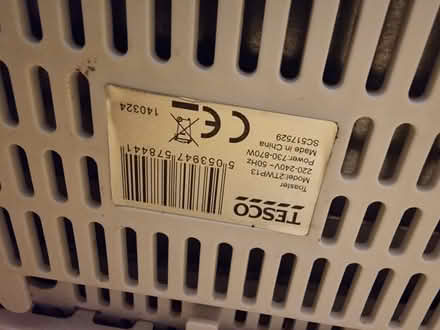 TESCO
Toaster
Model:2TWP13
220-240V~ 50Hz
Power:730-870W
Made in China
SC517529
5 053947 578441
CE
140324